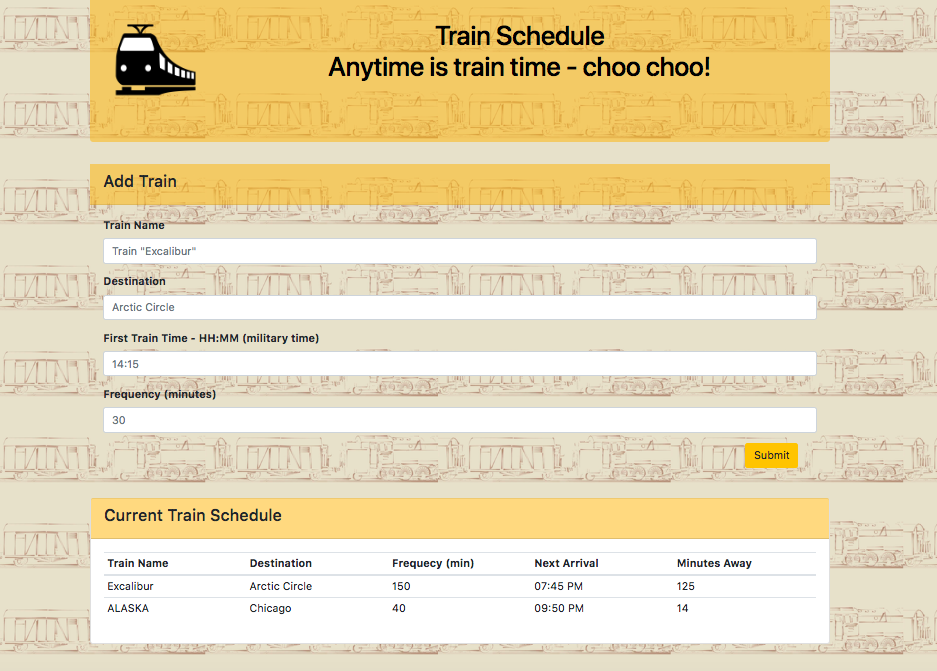 Train Schedule
Anytime is train time - choo choo!
Add Train
Train Name
Train "Excalibur"
Destination
Arctic Circle
First Train Time - HH:MM (military time)
14:15
Frequency (minutes)
30
Submit
Current Train Schedule
Train Name Destination Frequecy (min) Next Arrival Minutes Away
Excalibur Arctic Circle 150 07:45 PM 125
ALASKA Chicago 40 09:50 PM 14